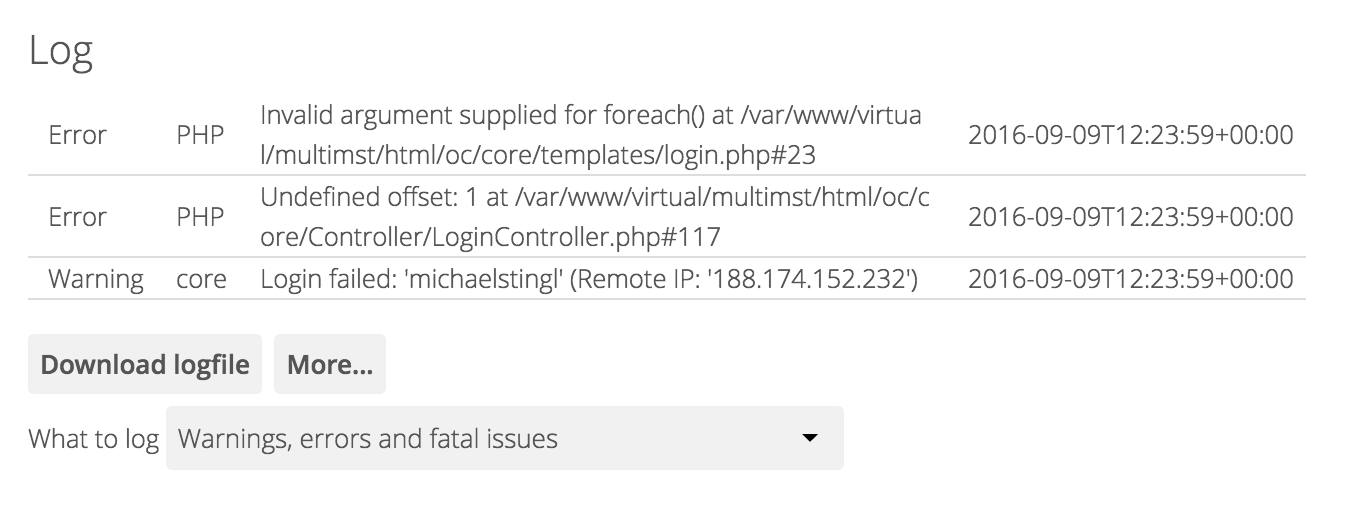 Log
Error PHP Invalid argument supplied for foreach() at /var/www/virtua
l/multimst/html/oc/core/templates/login.php#23 2016-09-09T12:23:59+00:00
Error PHP Undefined offset: 1 at /var/www/virtual/multimst/html/oc/c
ore/Controller/LoginController.php#117 2016-09-09T12:23:59+00:00
Warning core Login failed: 'michaelstingl' (Remote IP: '188.174.152.232') 2016-09-09T12:23:59+00:00
Download logfile More...
What to log Warnings, errors and fatal issues